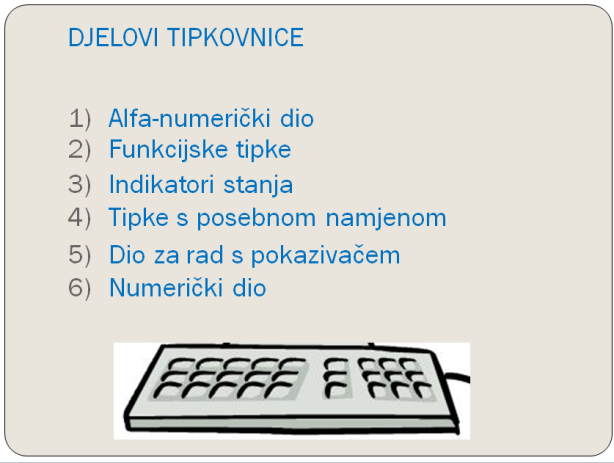 DJELOVI TIPKOVNICE
1) Alfa-numerički dio
2) Funkcijske tipke
3) Indikatori stanja
4) Tipke s posebnom namjenom
5) Dio za rad s pokazivačem
6) Numerički dio